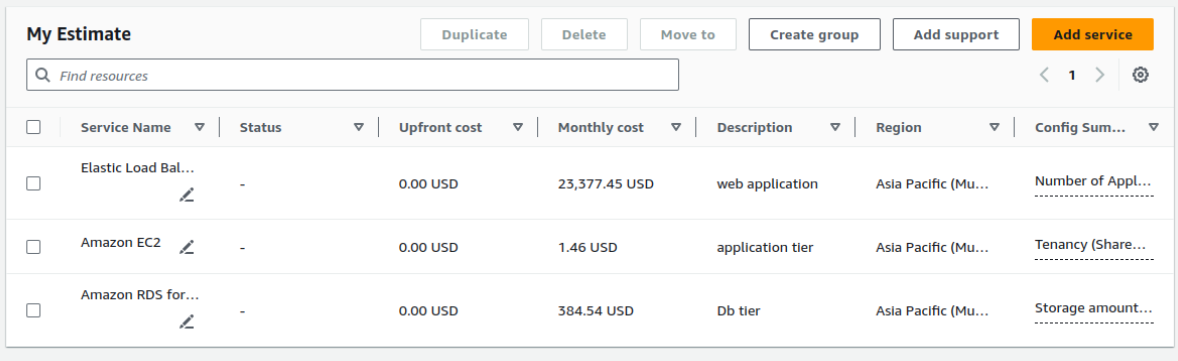 My Estimate
Duplicate
Delete
Move to
Create group
Add support
Add service
Find resources
1
Service Name
Status
Upfront cost
Monthly cost
Description
Region
Config Sum...
Elastic Load Bal...
-
0.00 USD
23,377.45 USD
web application
Asia Pacific (Mu...
Number of Appl...
Amazon EC2
-
0.00 USD
1.46 USD
application tier
Asia Pacific (Mu...
Tenancy (Share...
Amazon RDS for...
-
0.00 USD
384.54 USD
Db tier
Asia Pacific (Mu...
Storage amount...